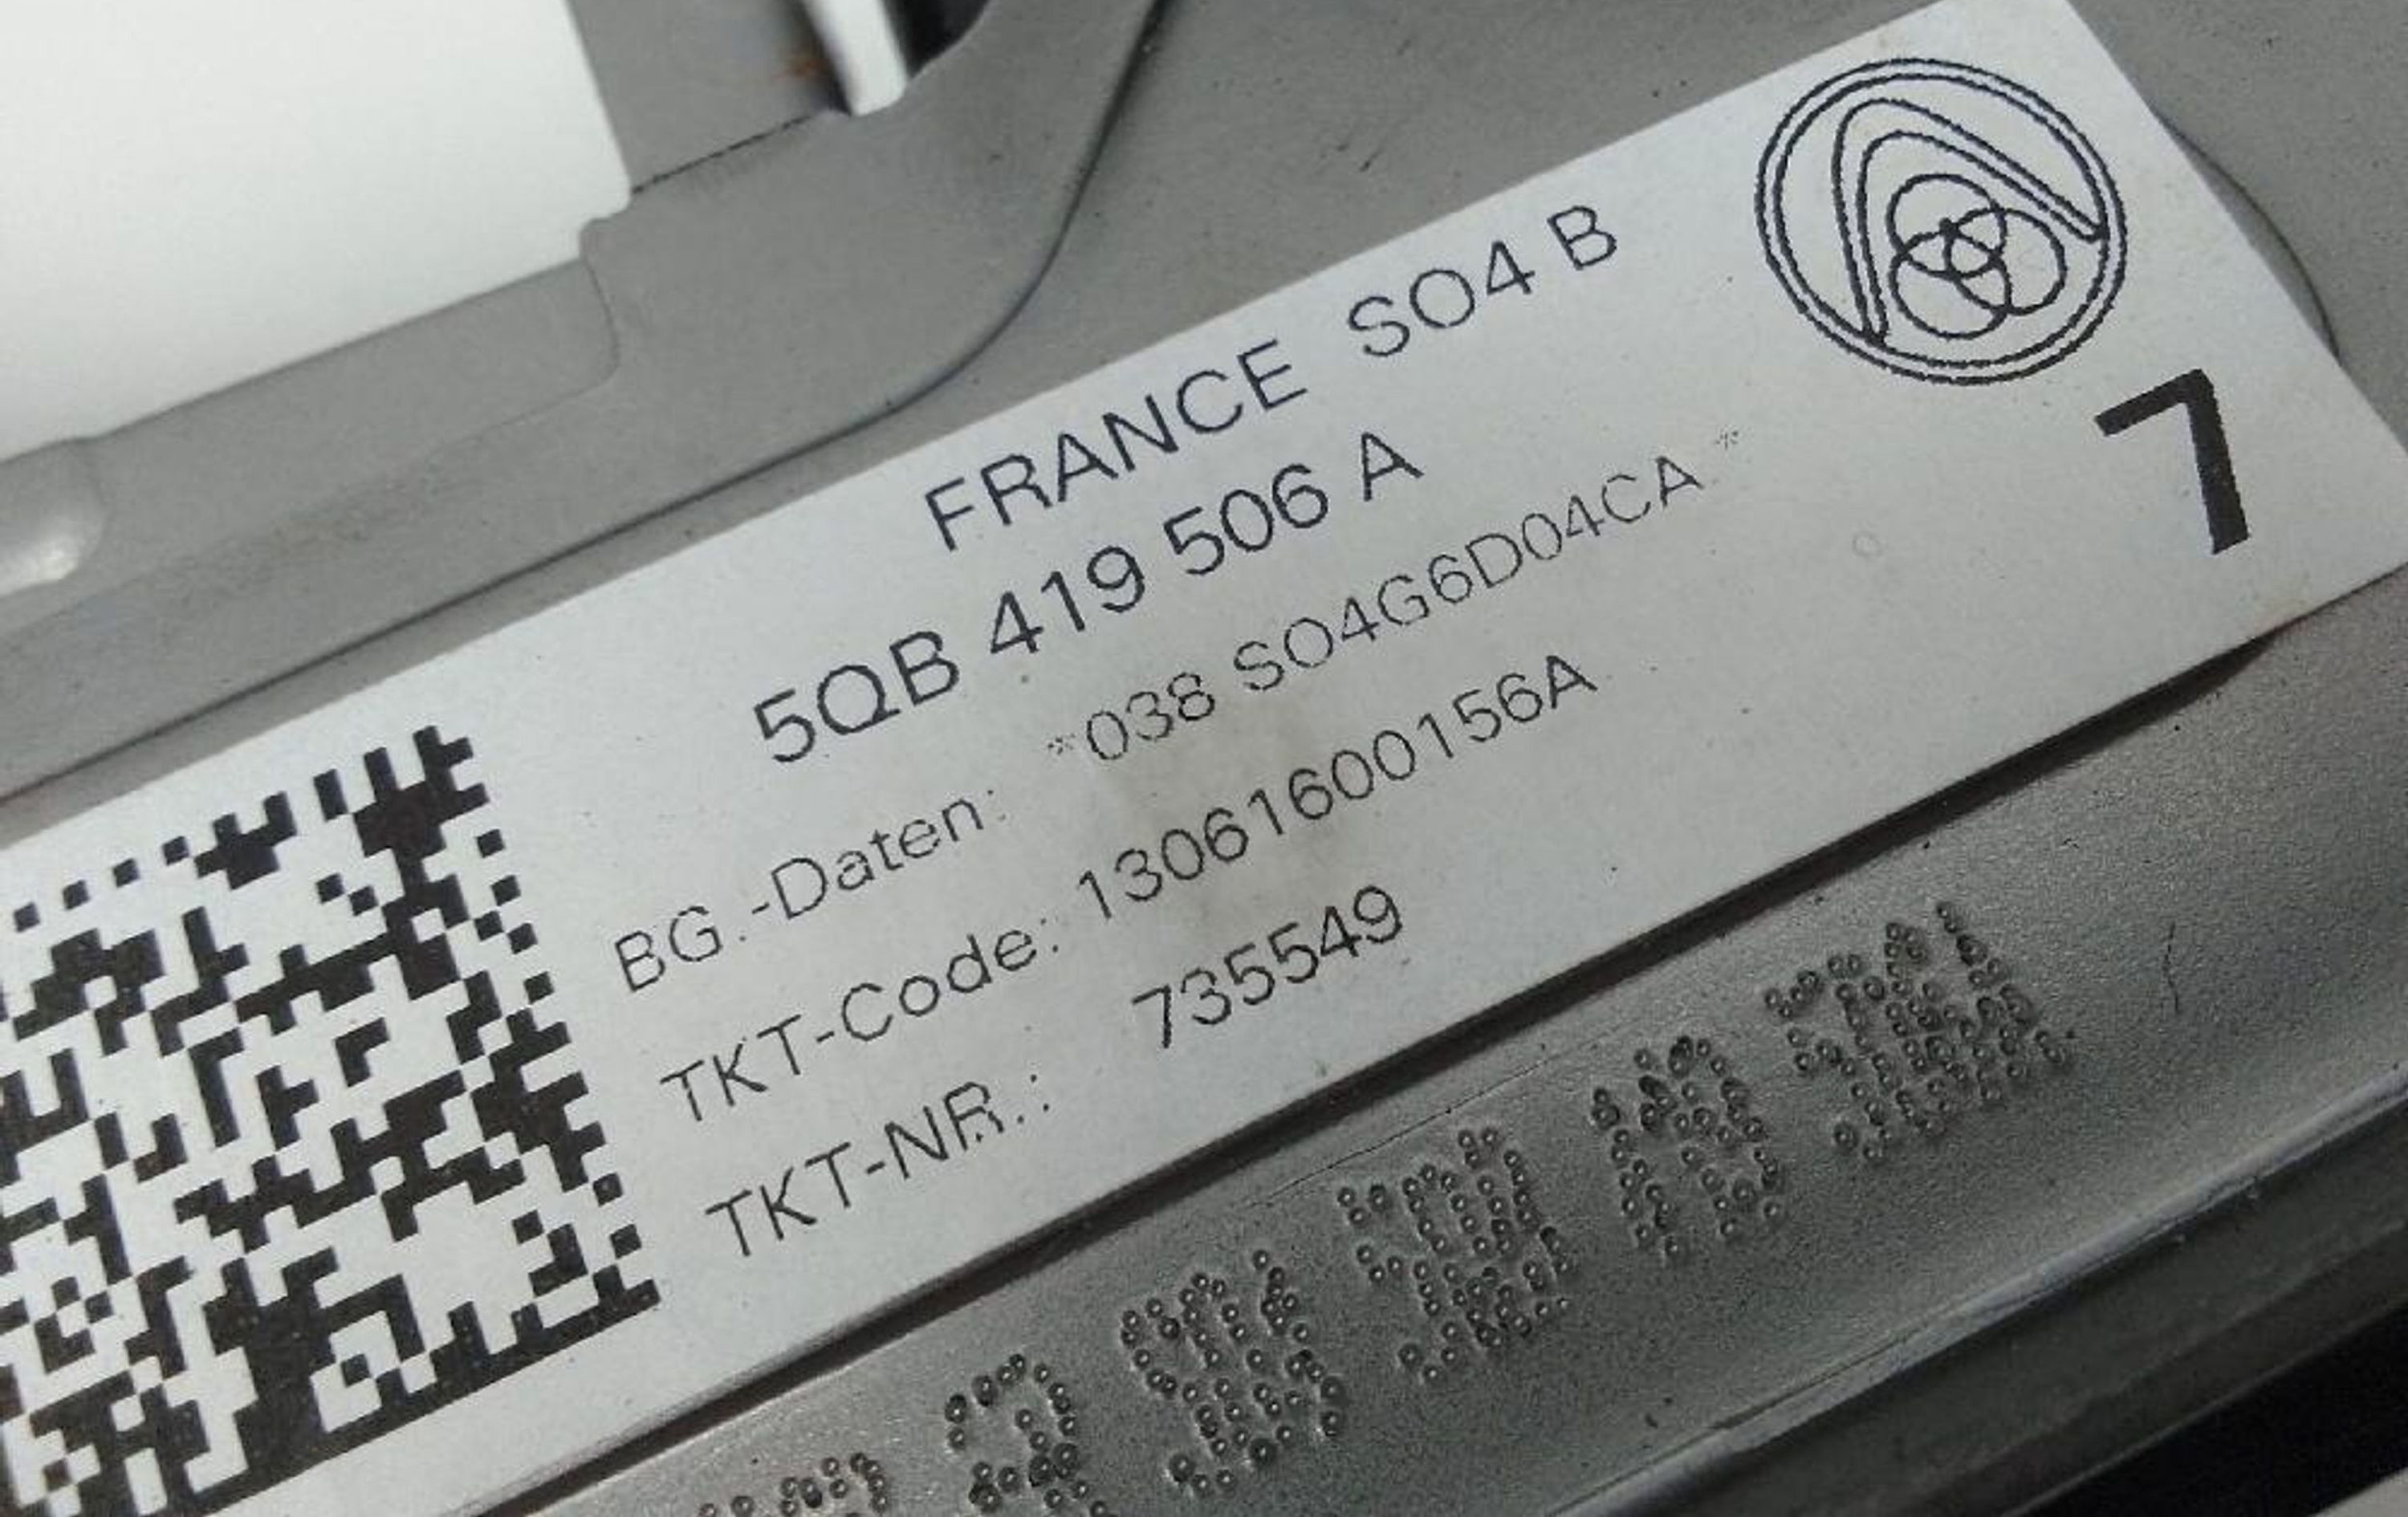 FRANCE SO4 B
5QB 419 506 A
7
BG.-Daten: *038 SO4G6D04CA*
TKT-Code: 13061600156A
TKT-NR.: 735549